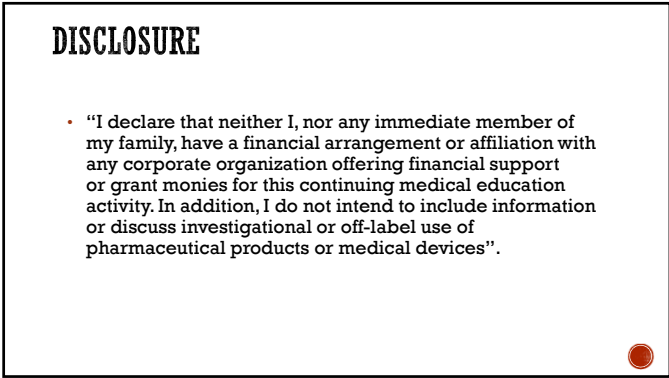 DISCLOSURE
• “I declare that neither I, nor any immediate member of
my family, have a financial arrangement or affiliation with
any corporate organization offering financial support
or grant monies for this continuing medical education
activity. In addition, I do not intend to include information
or discuss investigational or off-label use of
pharmaceutical products or medical devices”.